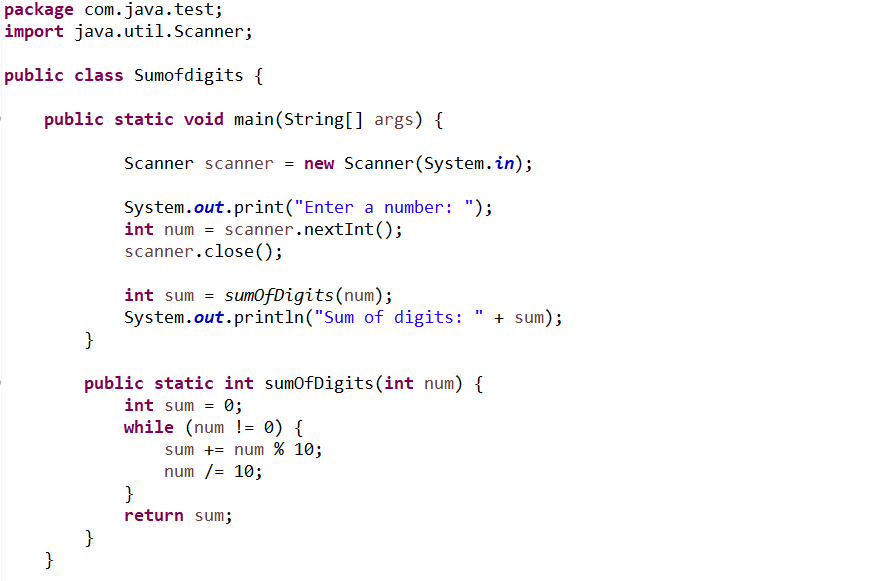 package com.java.test;
import java.util.Scanner;
public class Sumofdigits {
public static void main(String[] args) {
Scanner scanner = new Scanner(System.in);
System.out.print("Enter a number: ");
int num = scanner.nextInt();
scanner.close();
int sum = sumOfDigits(num);
System.out.println("Sum of digits: " + sum);
}
public static int sumOfDigits(int num) {
int sum = 0;
while (num != 0) {
sum += num % 10;
num /= 10;
}
return sum;
}
}